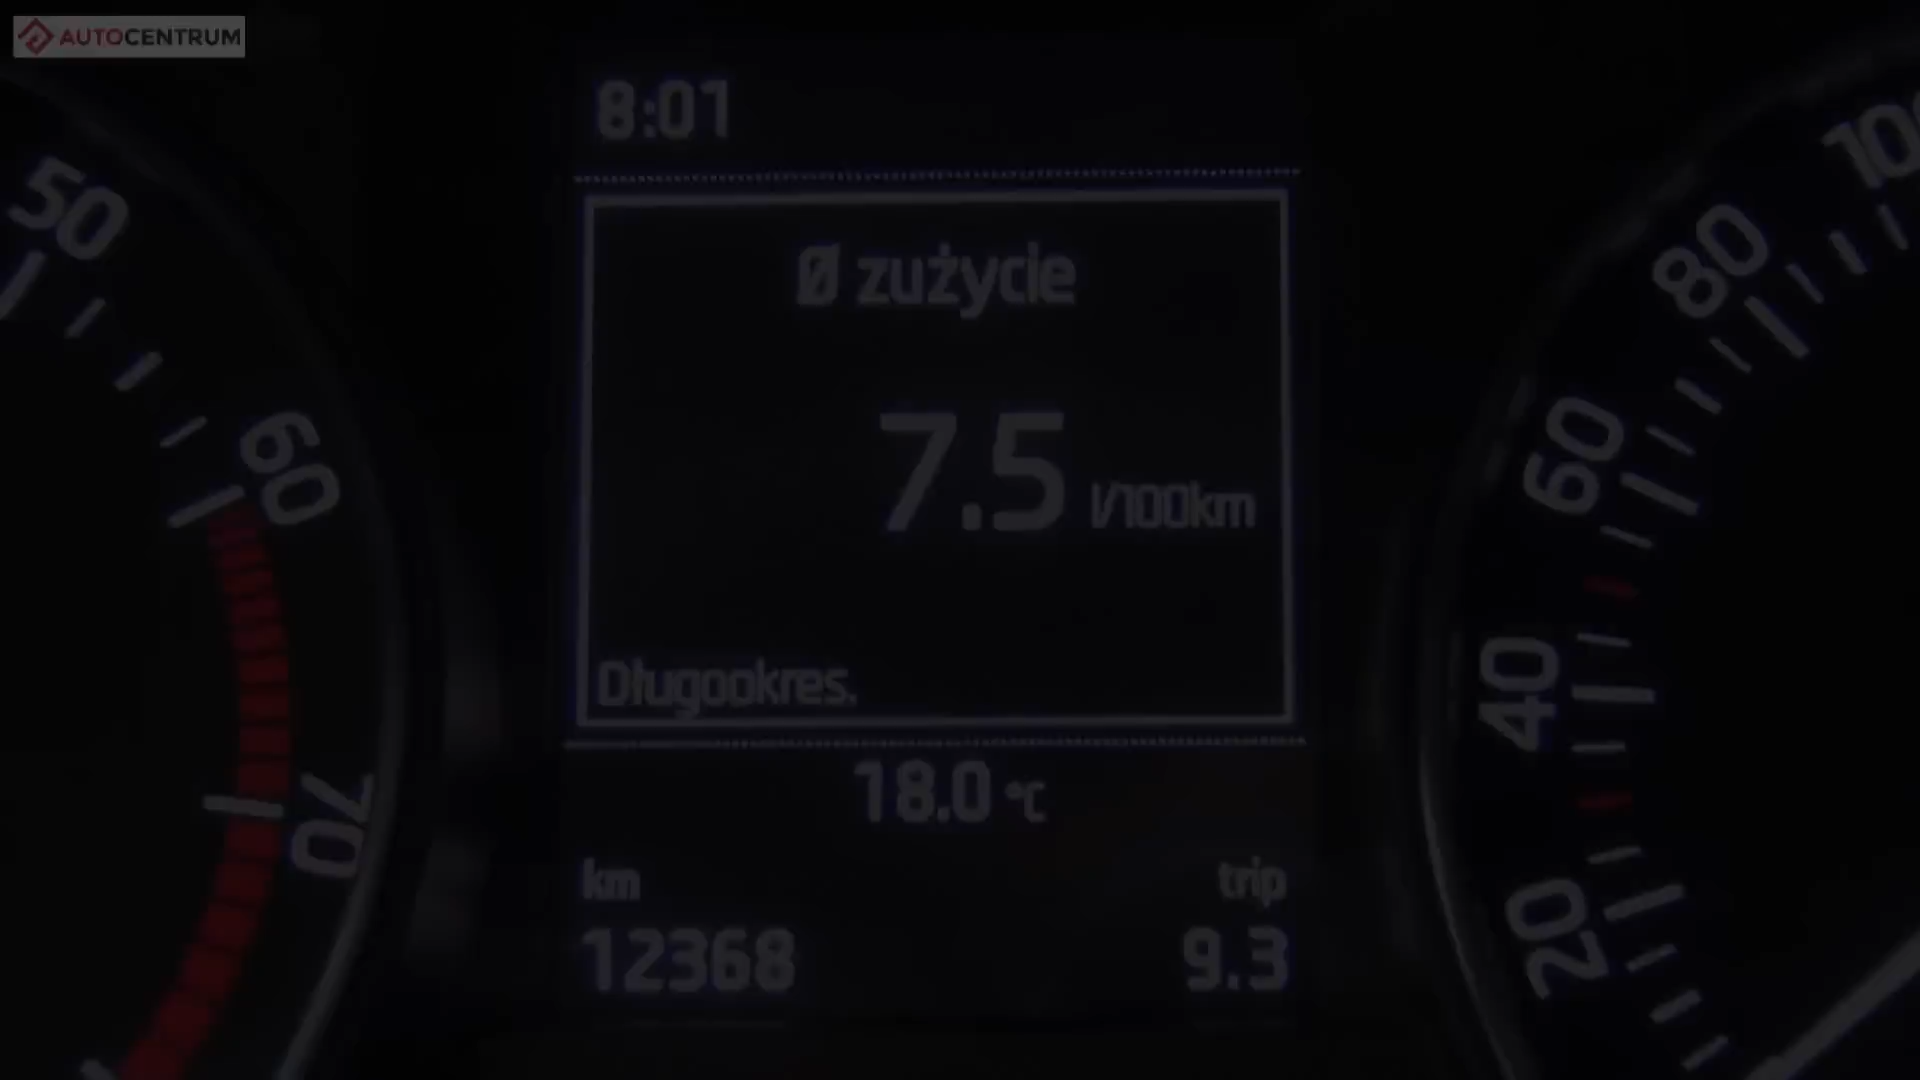 AUTOCENTRUM
8:01
Ø zużycie
7.5 l/100km
Długookres.
18.0 °C
km trip
12368 9.3
50
60
70
100
80
60
40
20